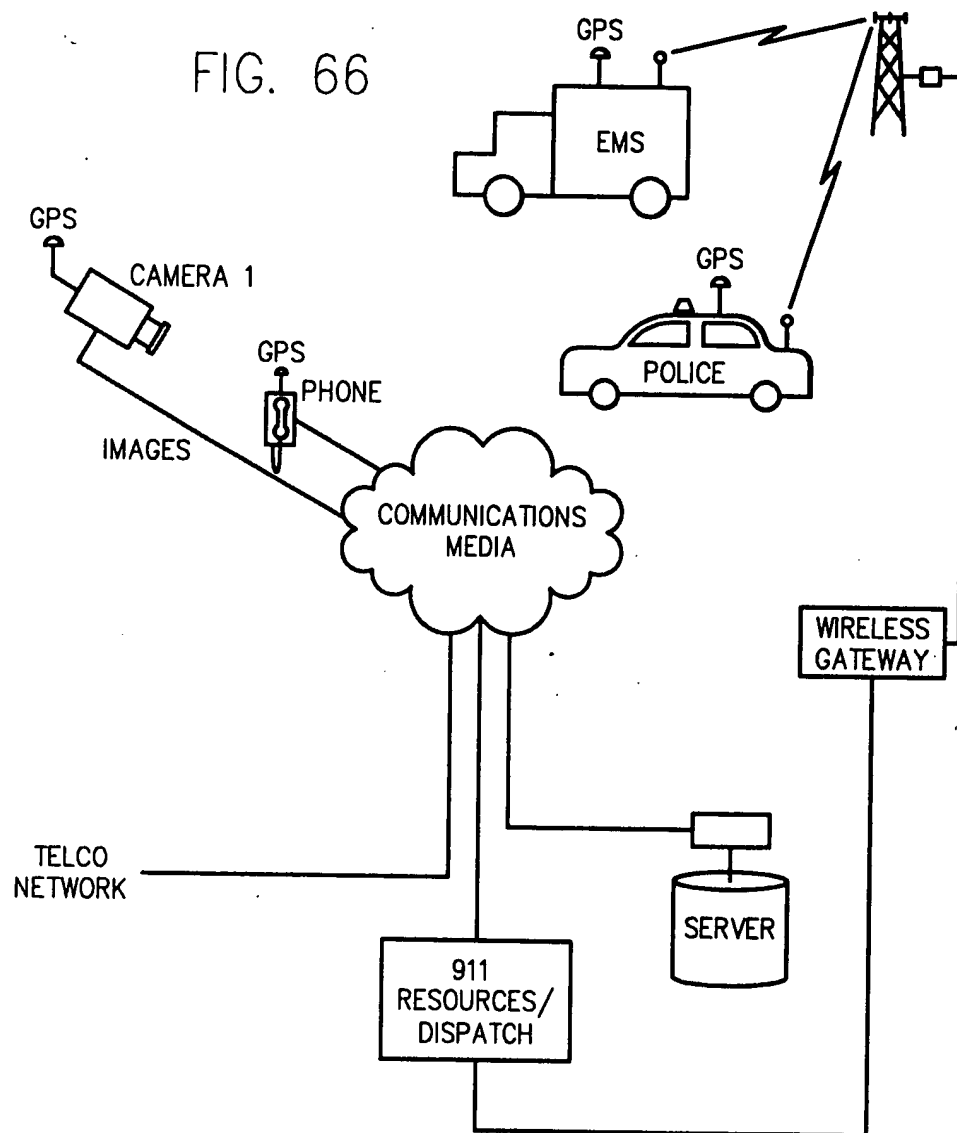 FIG. 66
GPS
EMS
GPS
CAMERA 1
GPS
POLICE
GPS
PHONE
IMAGES
COMMUNICATIONS
MEDIA
WIRELESS
GATEWAY
TELCO
NETWORK
SERVER
911
RESOURCES/
DISPATCH